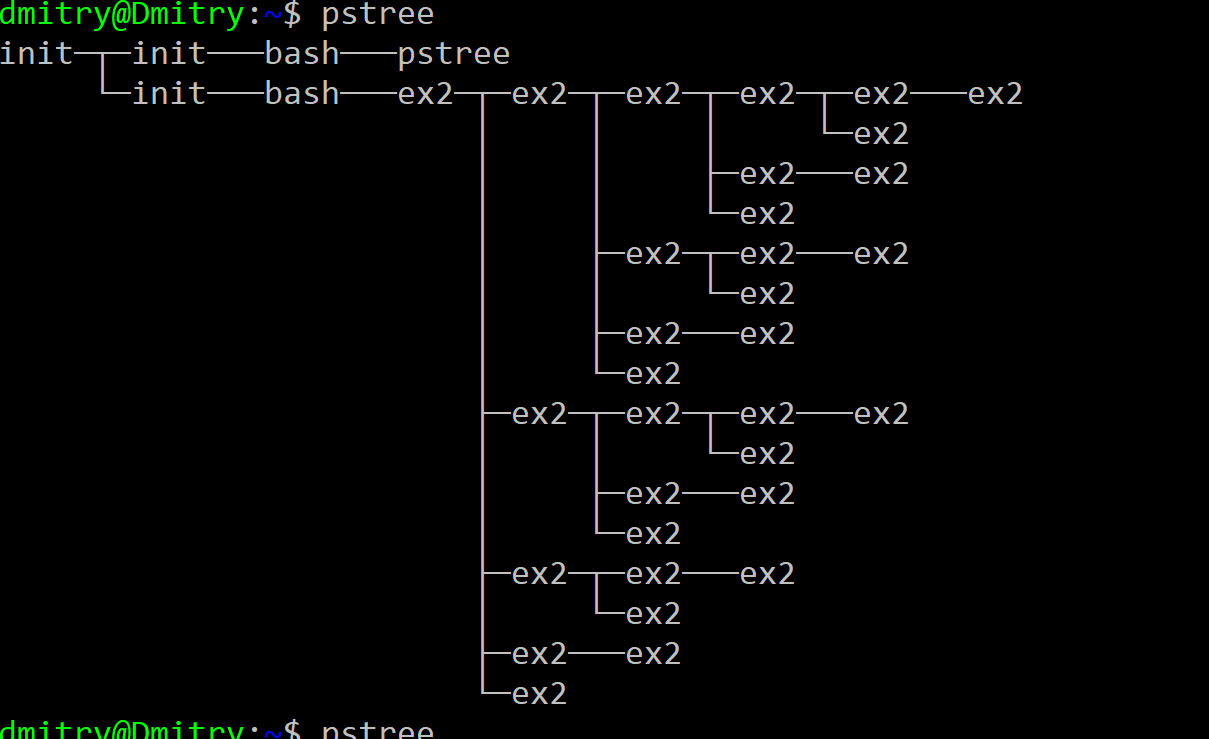 dmitry@Dmitry:~$ pstree
init─┬─init───bash───pstree
     └─init───bash───ex2─┬─ex2─┬─ex2─┬─ex2─┬─ex2───ex2
                         │     │     │     └─ex2
                         │     │     ├─ex2───ex2
                         │     │     └─ex2
                         │     ├─ex2─┬─ex2───ex2
                         │     │     └─ex2
                         │     ├─ex2───ex2
                         │     └─ex2
                         ├─ex2─┬─ex2─┬─ex2───ex2
                         │     │     └─ex2
                         │     ├─ex2───ex2
                         │     └─ex2
                         ├─ex2─┬─ex2───ex2
                         │     └─ex2
                         ├─ex2───ex2
                         └─ex2
dmitry@Dmitry:~$ pstree